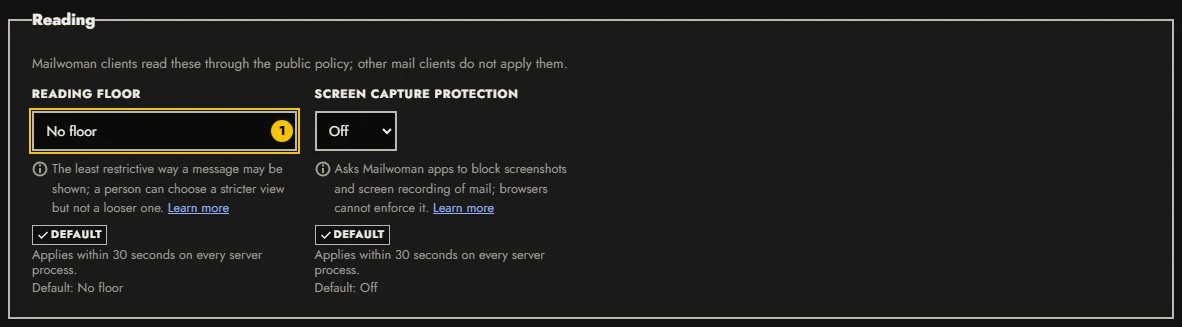 Reading
Mailwoman clients read these through the public policy; other mail clients do not apply them.
READING FLOOR
No floor
1
The least restrictive way a message may be
shown; a person can choose a stricter view
but not a looser one. Learn more
DEFAULT
Applies within 30 seconds on every server
process.
Default: No floor
SCREEN CAPTURE PROTECTION
Off
Asks Mailwoman apps to block screenshots
and screen recording of mail; browsers
cannot enforce it. Learn more
DEFAULT
Applies within 30 seconds on every server
process.
Default: Off